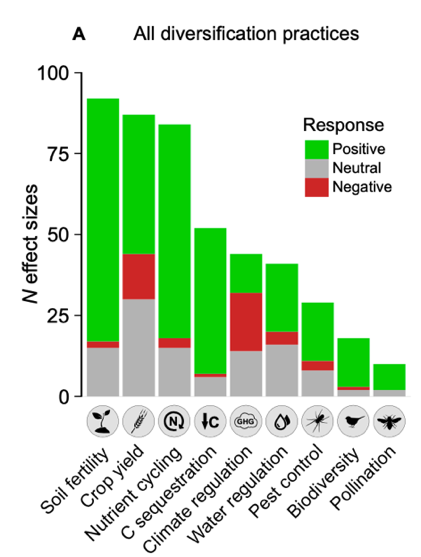 A All diversification practices
100
75
50
25
0
N effect sizes
Response
Positive
Neutral
Negative
N
C
GHG
Soil fertility
Crop yield
Nutrient cycling
C sequestration
Climate regulation
Water regulation
Pest control
Biodiversity
Pollination